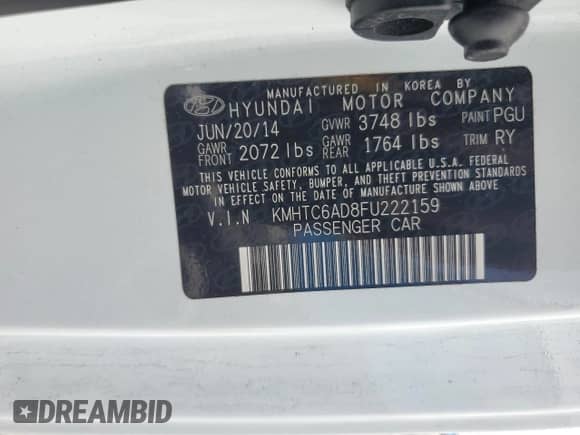 MANUFACTURED IN KOREA BY
HYUNDAI MOTOR COMPANY
JUN/20/14 GVWR 3748 lbs PAINT PGU
GAWR FRONT 2072 lbs GAWR REAR 1764 lbs TRIM RY
THIS VEHICLE CONFORMS TO ALL APPLICABLE U.S.A. FEDERAL
MOTOR VEHICLE SAFETY, BUMPER, AND THEFT PREVENTION STANDARDS
IN EFFECT ON THE DATE OF MANUFACTURE SHOWN ABOVE.
V.I.N KMHTC6AD8FU222159
PASSENGER CAR
DREAMBID